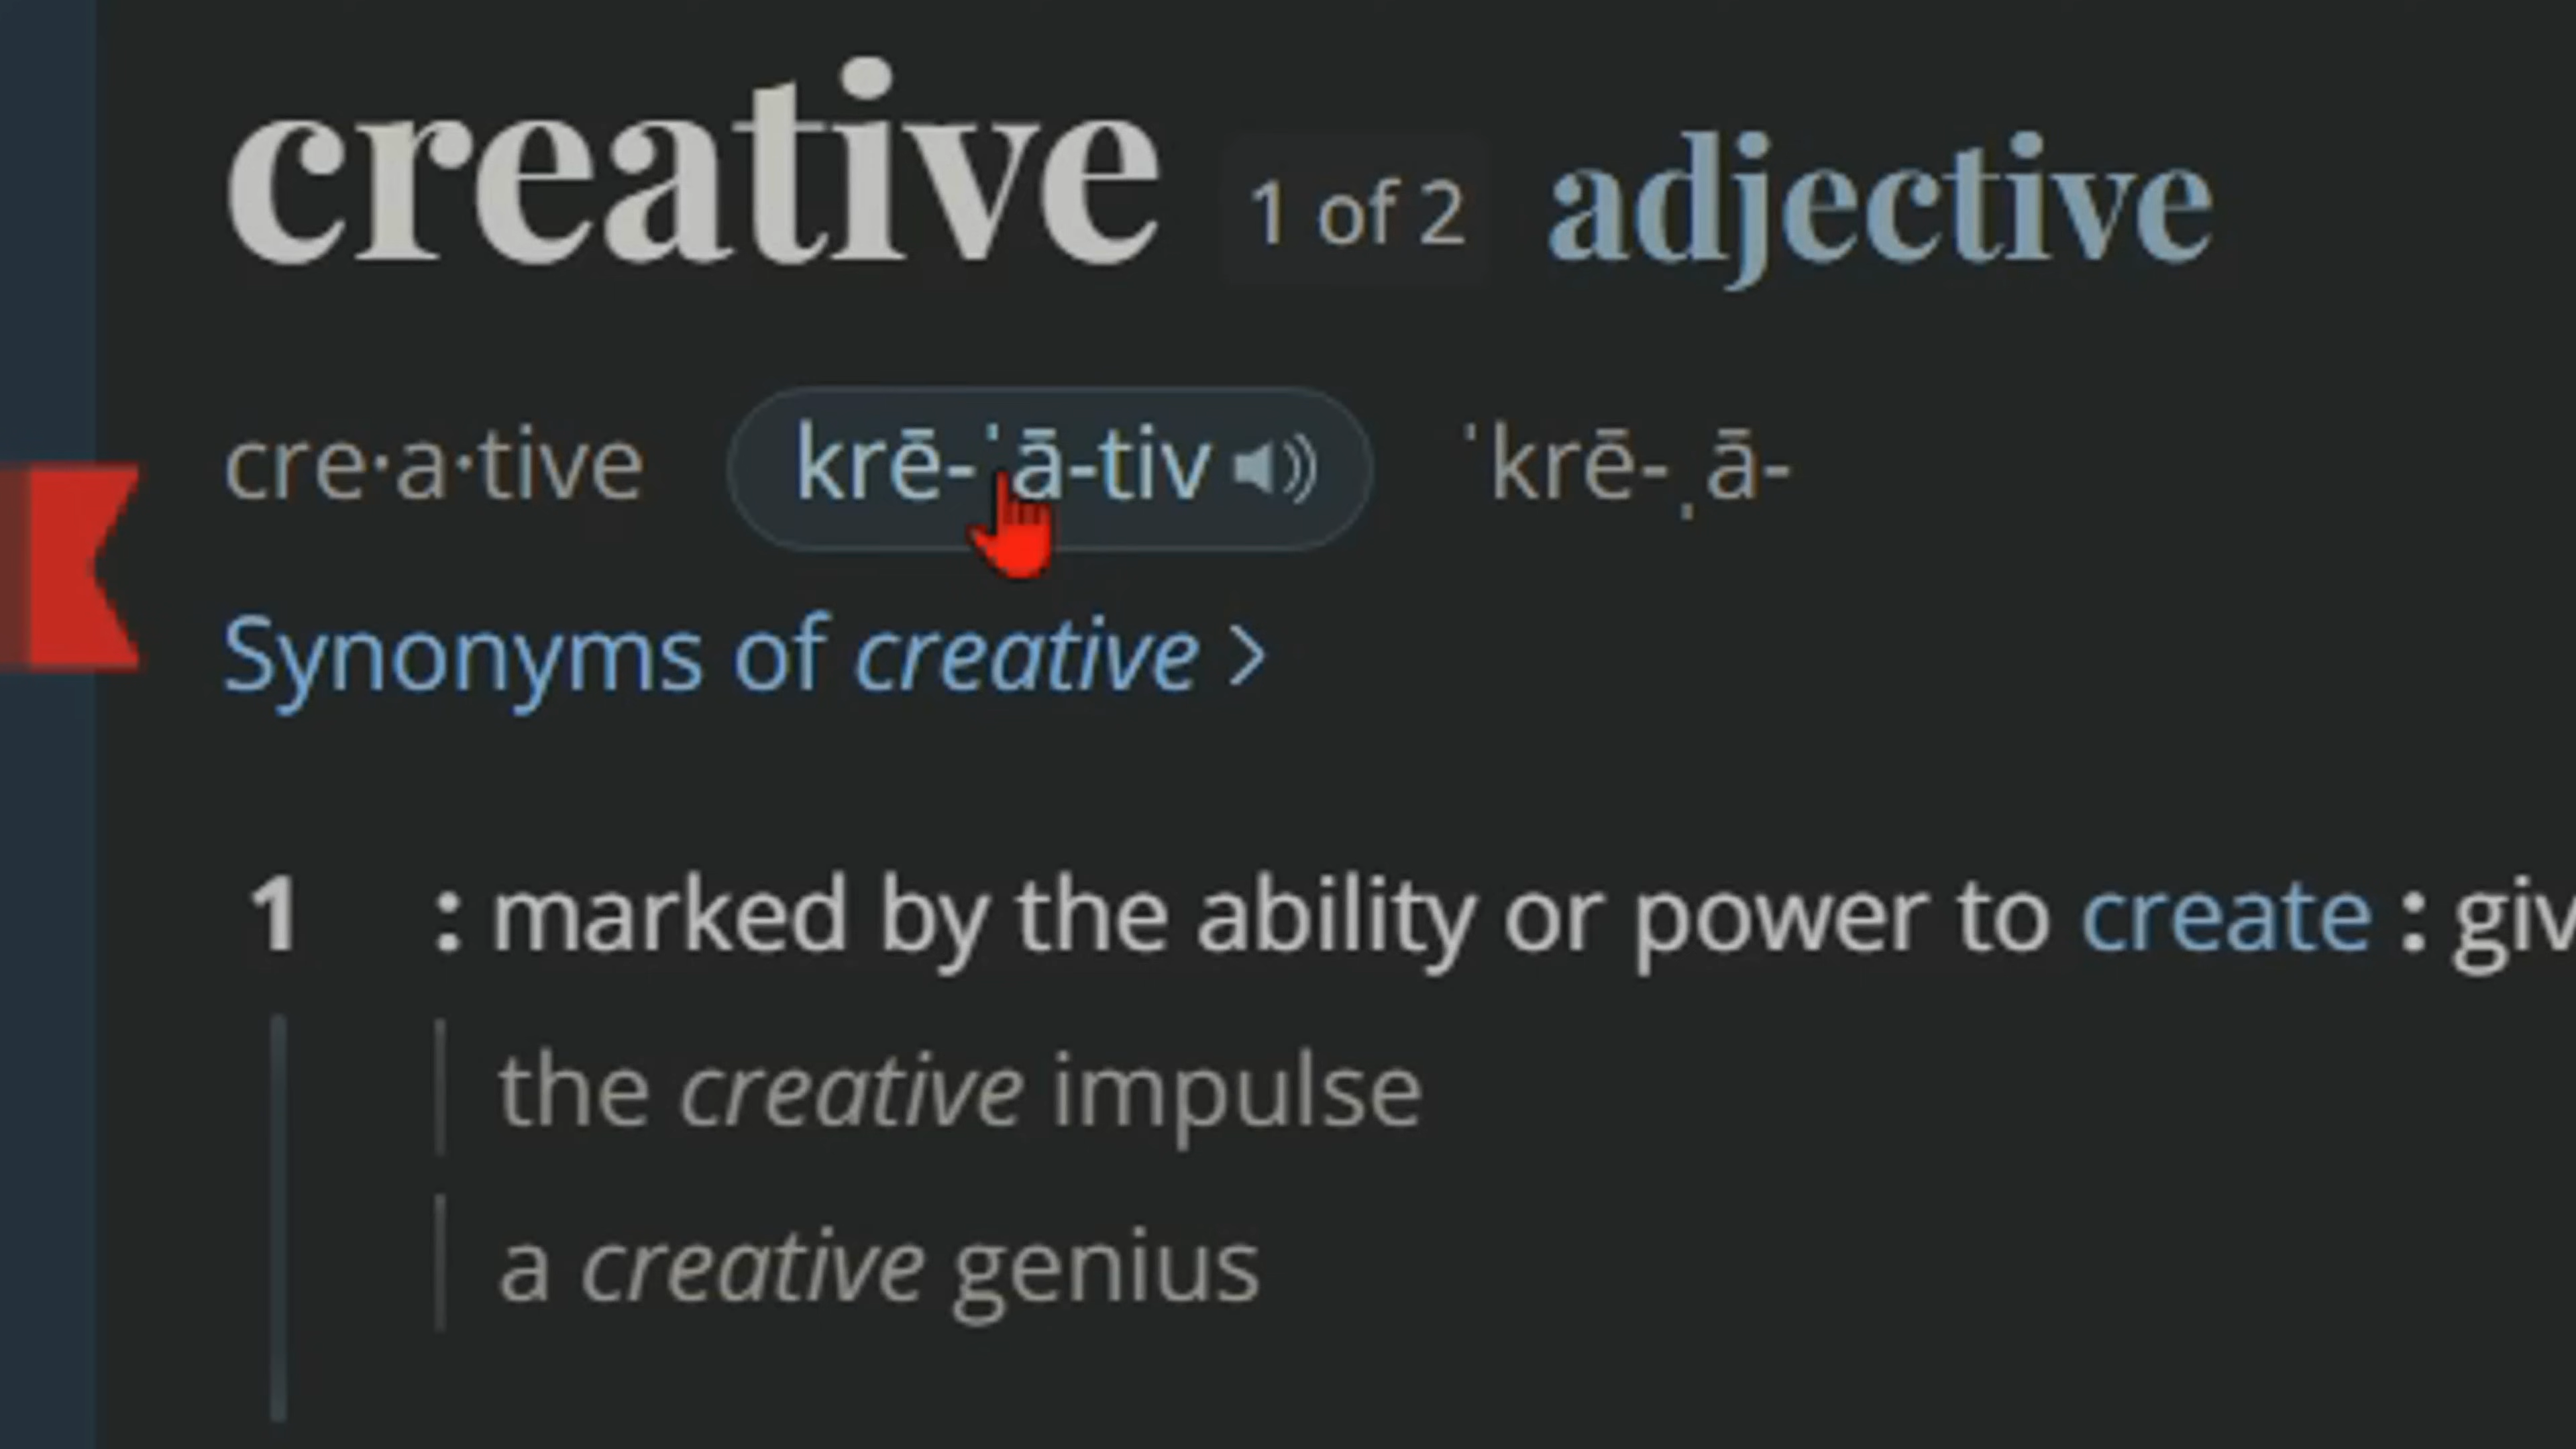 creative 1 of 2 adjective
cre·a·tive krē-ˈā-tiv ˈkrē-ˌā-
Synonyms of creative >
1 : marked by the ability or power to create : giv
the creative impulse
a creative genius